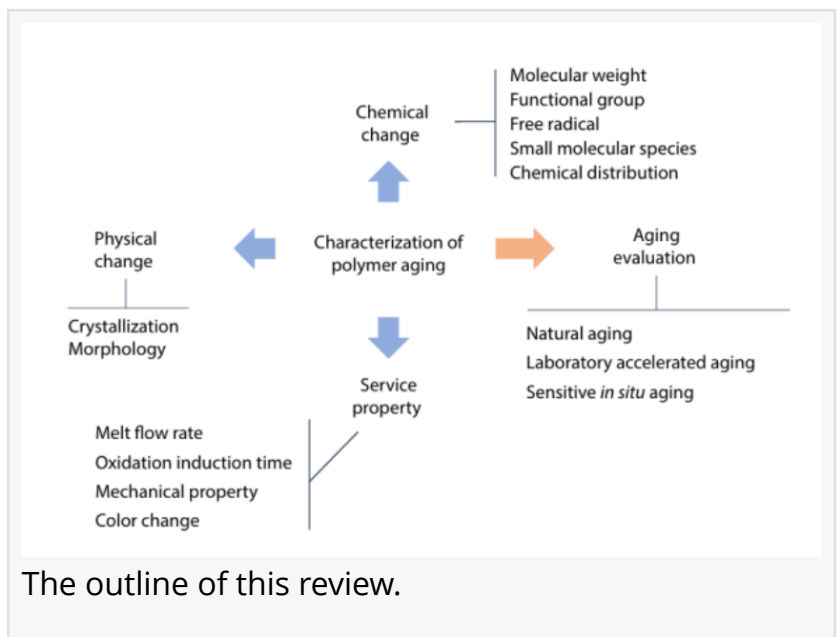 Chemical
change
Molecular weight
Functional group
Free radical
Small molecular species
Chemical distribution
Physical
change
Crystallization
Morphology
Characterization of
polymer aging
Aging
evaluation
Natural aging
Laboratory accelerated aging
Sensitive in situ aging
Service
property
Melt flow rate
Oxidation induction time
Mechanical property
Color change
The outline of this review.